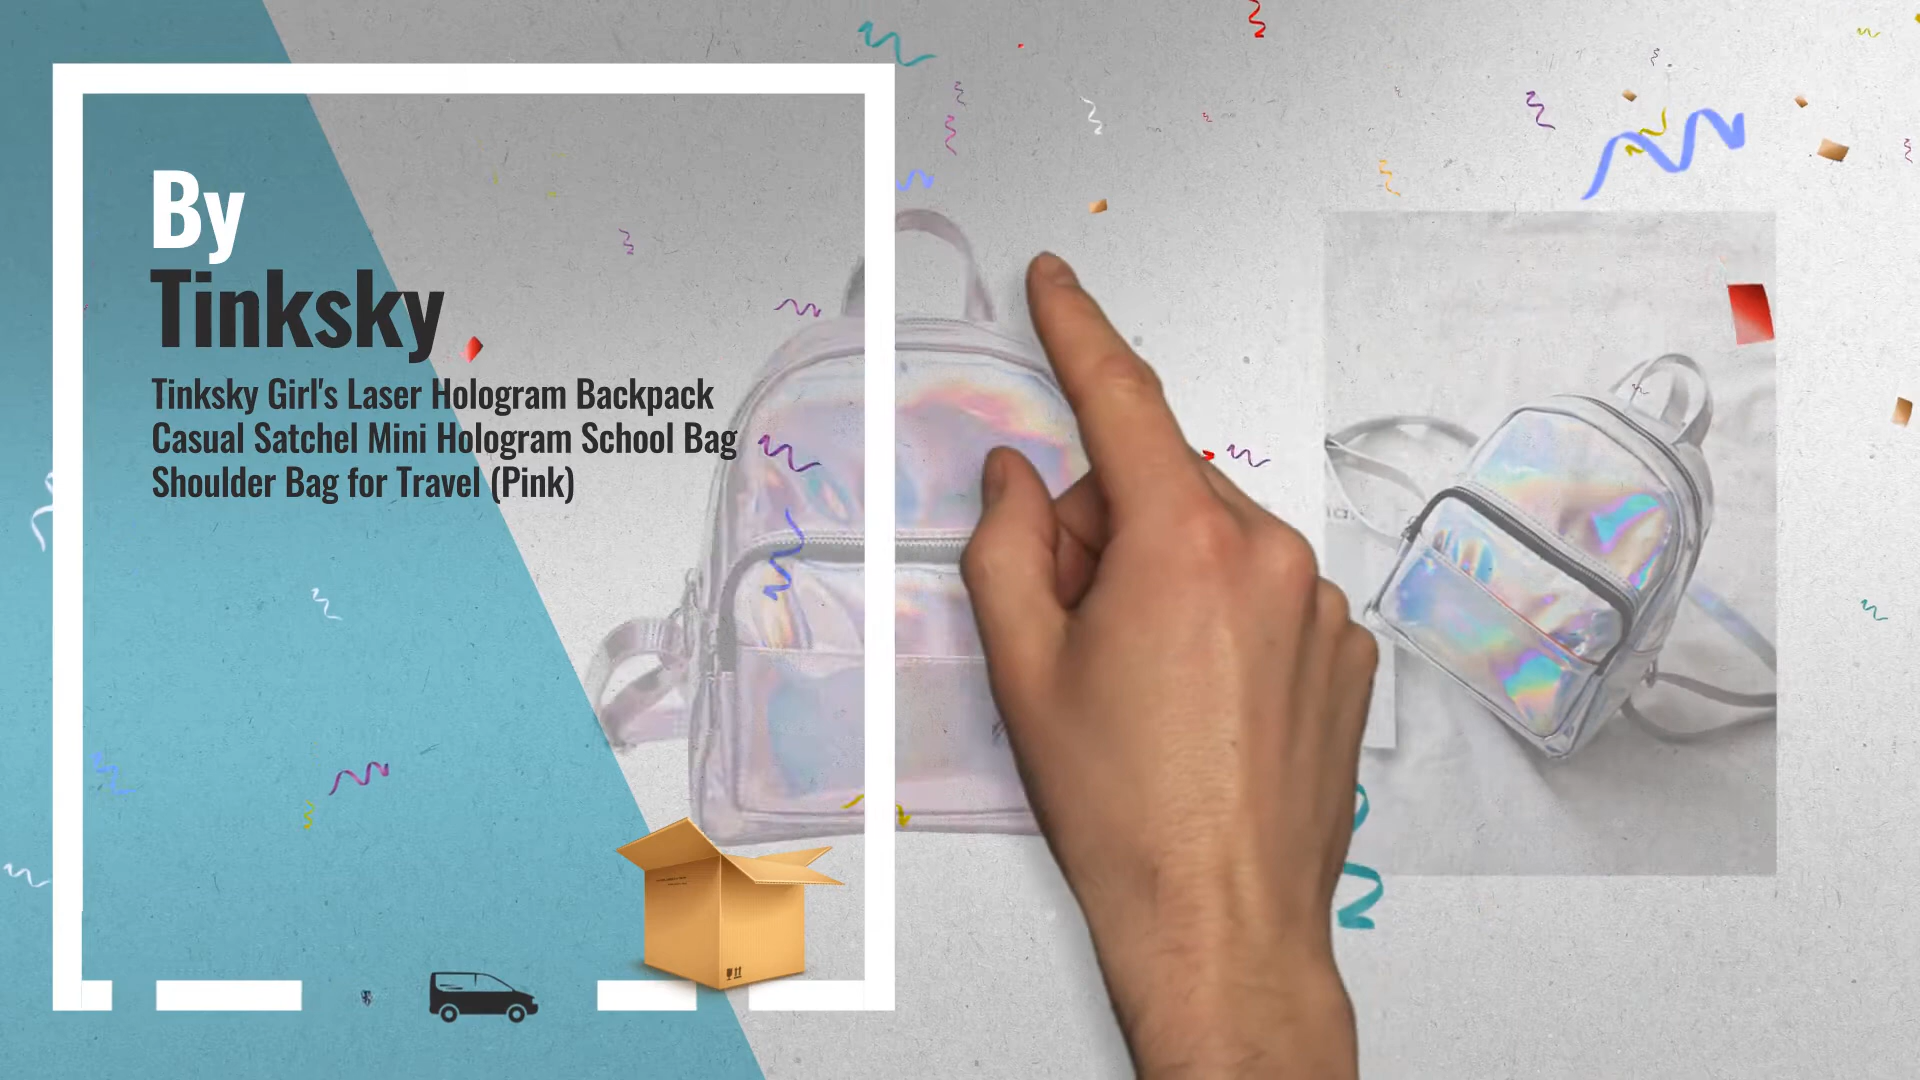 By
Tinksky
Tinksky Girl's Laser Hologram Backpack
Casual Satchel Mini Hologram School Bag
Shoulder Bag for Travel (Pink)